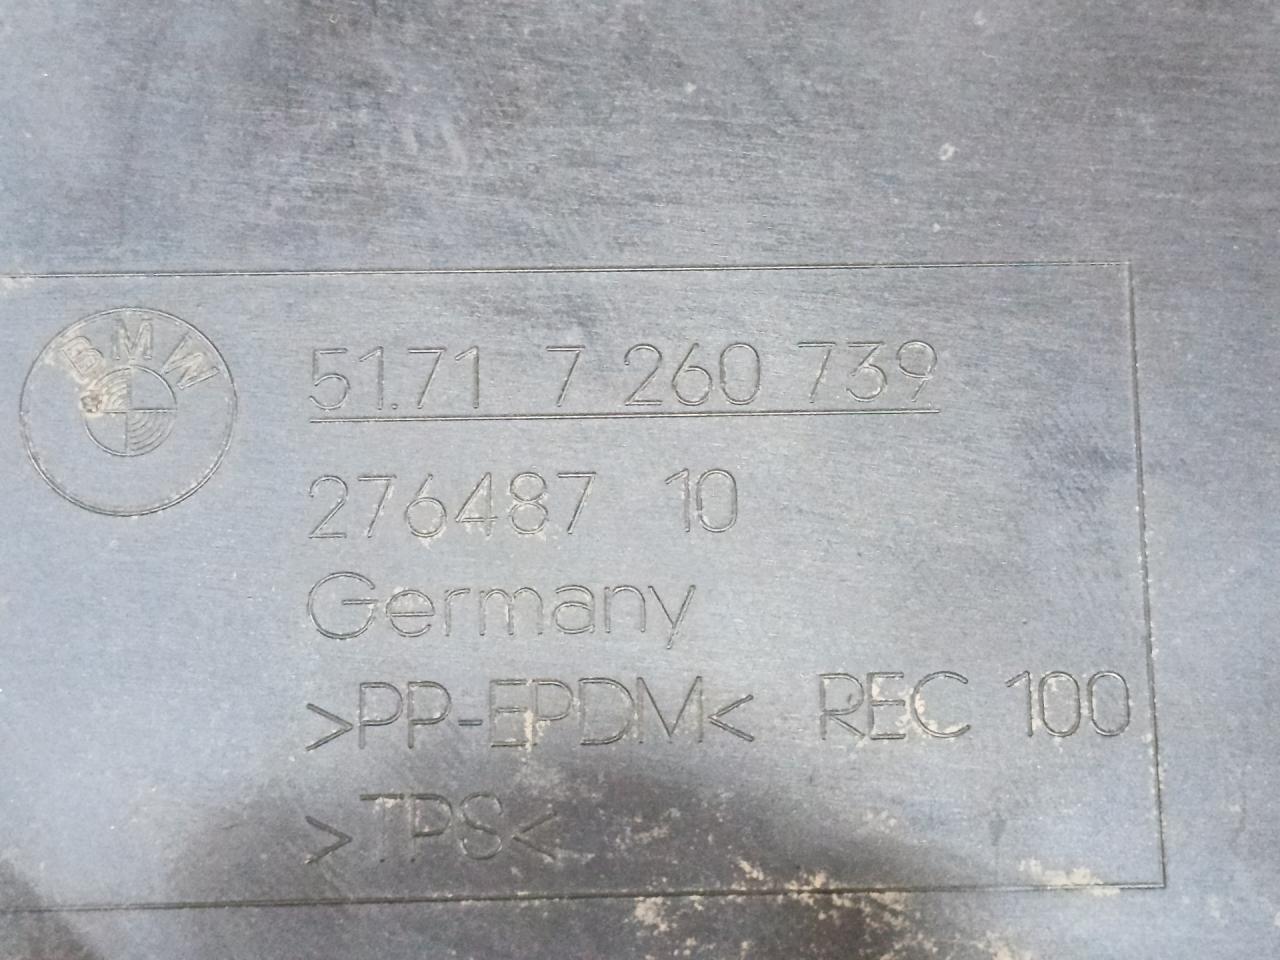 BMW
51.71 7 260 739
276487 10
Germany
>PP-EPDM< REC 100
>TPS<